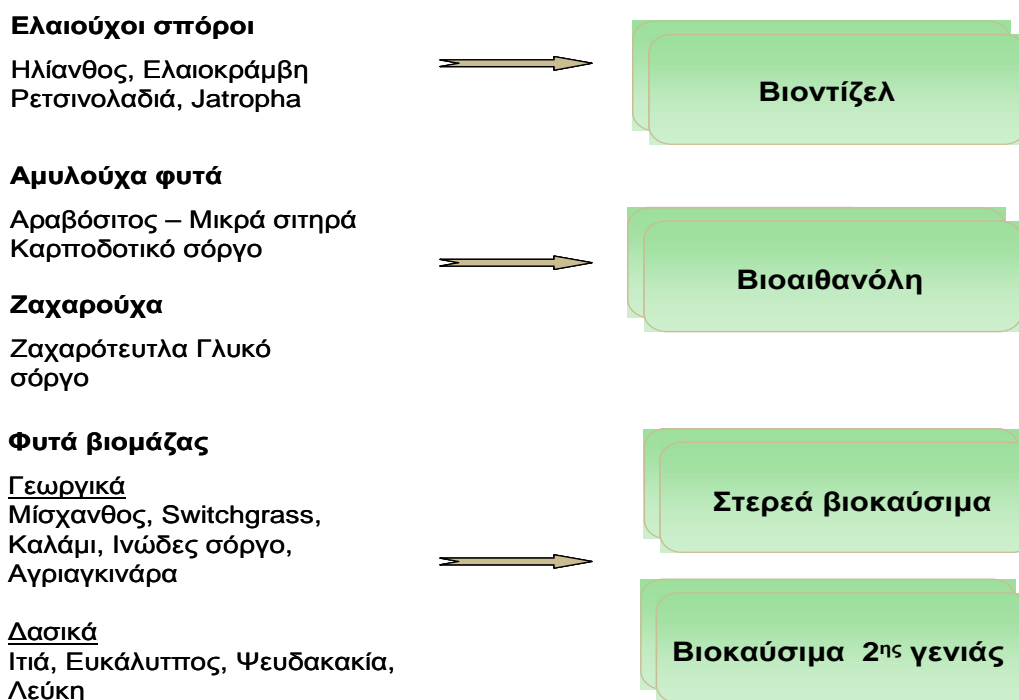 Ελαιούχοι σπόροι
Ηλίανθος, Ελαιοκράμβη
Ρετσινολαδιά, Jatropha
Βιοντίζελ
Αμυλούχα φυτά
Αραβόσιτος – Μικρά σιτηρά
Καρποδοτικό σόργο
Βιοαιθανόλη
Ζαχαρούχα
Ζαχαρότευτλα Γλυκό
σόργο
Φυτά βιομάζας
Γεωργικά
Μίσχανθος, Switchgrass,
Καλάμι, Ινώδες σόργο,
Αγριαγκινάρα
Δασικά
Ιτιά, Ευκάλυπτος, Ψευδακακία,
Λεύκη
Στερεά βιοκαύσιμα
Βιοκαύσιμα 2ης γενιάς